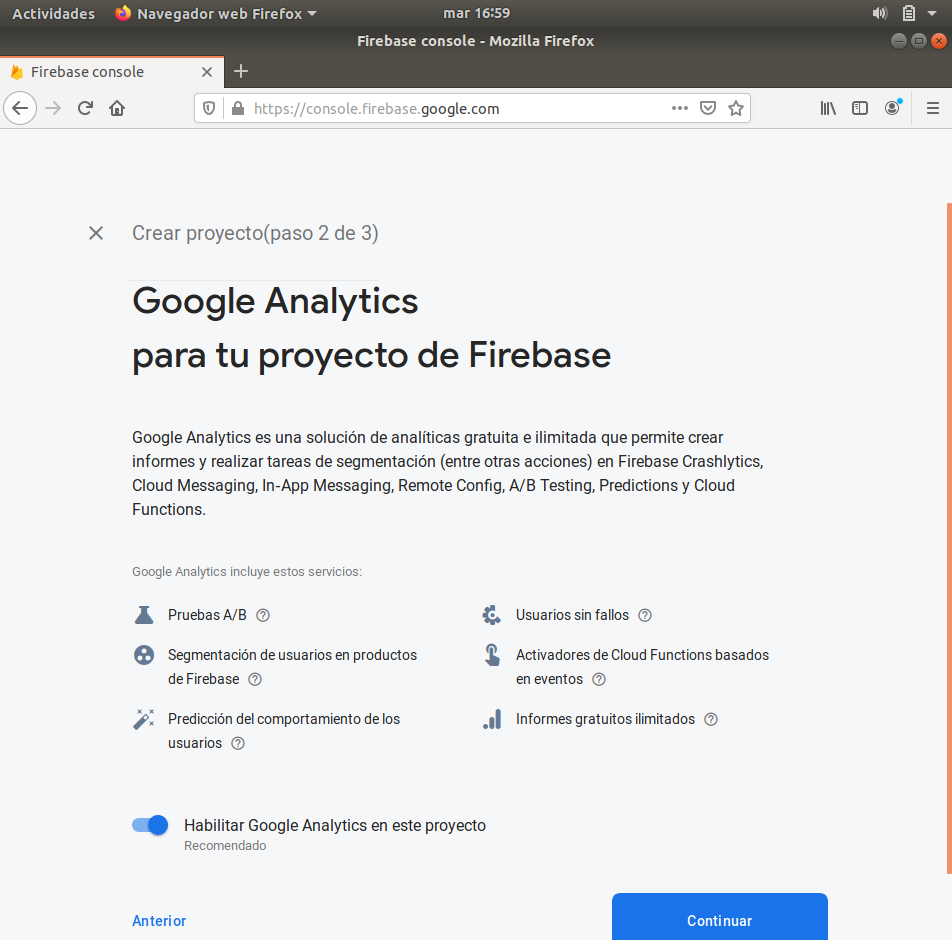 Actividades Navegador web Firefox mar 16:59
Firebase console - Mozilla Firefox
Firebase console
https://console.firebase.google.com
Crear proyecto(paso 2 de 3)
Google Analytics
para tu proyecto de Firebase
Google Analytics es una solución de analíticas gratuita e ilimitada que permite crear
informes y realizar tareas de segmentación (entre otras acciones) en Firebase Crashlytics,
Cloud Messaging, In-App Messaging, Remote Config, A/B Testing, Predictions y Cloud
Functions.
Google Analytics incluye estos servicios:
Pruebas A/B
Usuarios sin fallos
Segmentación de usuarios en productos
de Firebase
Activadores de Cloud Functions basados
en eventos
Predicción del comportamiento de los
usuarios
Informes gratuitos ilimitados
Habilitar Google Analytics en este proyecto
Recomendado
Anterior
Continuar